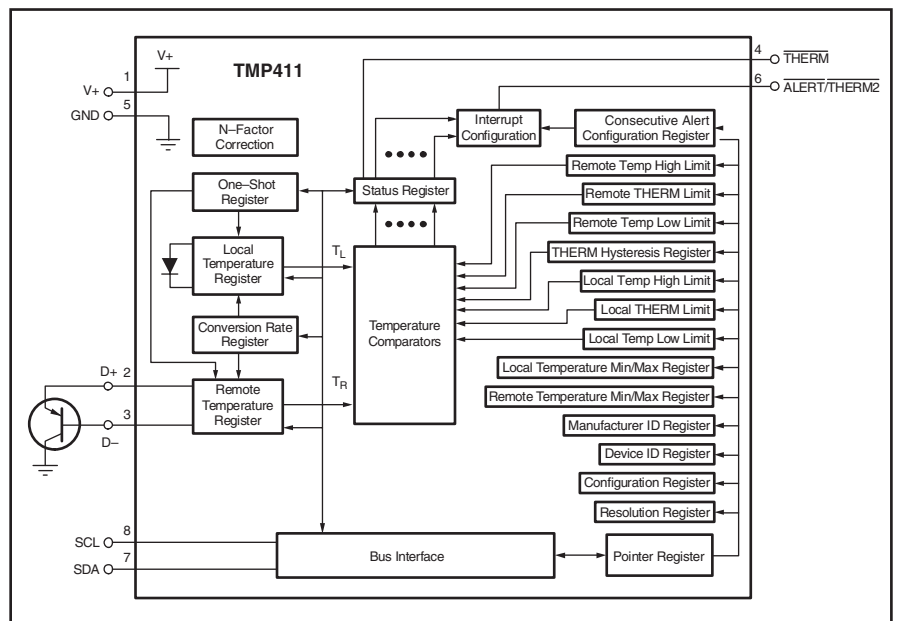 TMP411
V+
1
V+
5
GND
4
THERM
6
ALERT/THERM2
N–Factor
Correction
Interrupt
Configuration
Consecutive Alert
Configuration Register
One–Shot
Register
Status Register
Remote Temp High Limit
Remote THERM Limit
Remote Temp Low Limit
THERM Hysteresis Register
Local Temp High Limit
Local THERM Limit
Local Temp Low Limit
Local Temperature Min/Max Register
Remote Temperature Min/Max Register
Manufacturer ID Register
Device ID Register
Configuration Register
Resolution Register
Local
Temperature
Register
TL
Temperature
Comparators
Conversion Rate
Register
D+
2
Remote
Temperature
Register
TR
3
D–
8
SCL
7
SDA
Bus Interface
Pointer Register